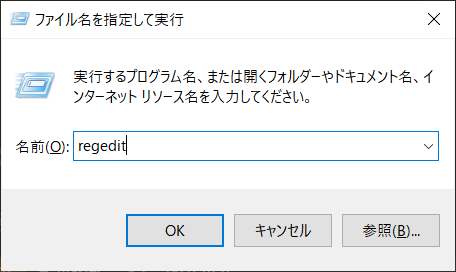 ファイル名を指定して実行
実行するプログラム名、または開くフォルダーやドキュメント名、イ
ンターネット リソース名を入力してください。
名前(O): regedit
OK キャンセル 参照(B)...